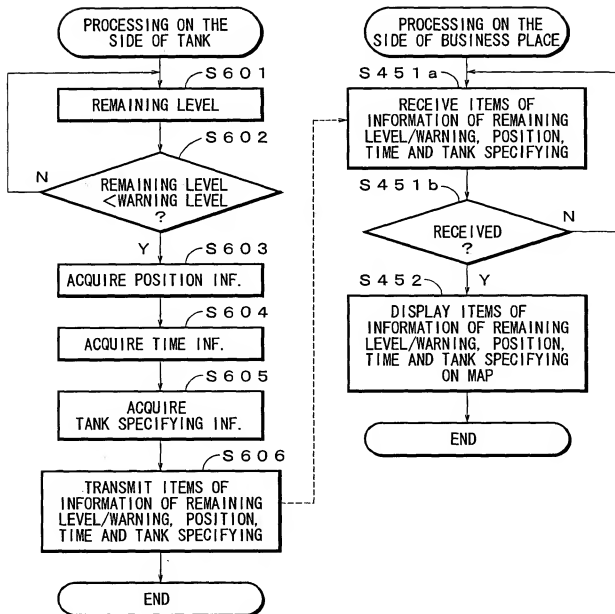 PROCESSING ON THE
SIDE OF TANK
S601
REMAINING LEVEL
S602
N
REMAINING LEVEL
<WARNING LEVEL
?
Y
S603
ACQUIRE POSITION INF.
S604
ACQUIRE TIME INF.
S605
ACQUIRE
TANK SPECIFYING INF.
S606
TRANSMIT ITEMS OF
INFORMATION OF REMAINING
LEVEL/WARNING, POSITION,
TIME AND TANK SPECIFYING
END
PROCESSING ON THE
SIDE OF BUSINESS PLACE
S451a
RECEIVE ITEMS OF
INFORMATION OF REMAINING
LEVEL/WARNING, POSITION,
TIME AND TANK SPECIFYING
S451b
N
RECEIVED
?
S452
Y
DISPLAY ITEMS OF
INFORMATION OF REMAINING
LEVEL/WARNING, POSITION,
TIME AND TANK SPECIFYING
ON MAP
END